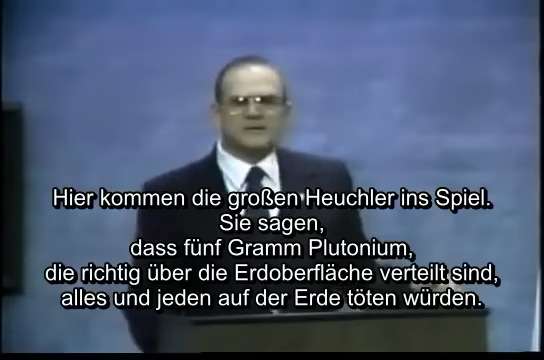 Hier kommen die großen Heuchler ins Spiel.
Sie sagen,
dass fünf Gramm Plutonium,
die richtig über die Erdoberfläche verteilt sind,
alles und jeden auf der Erde töten würden.